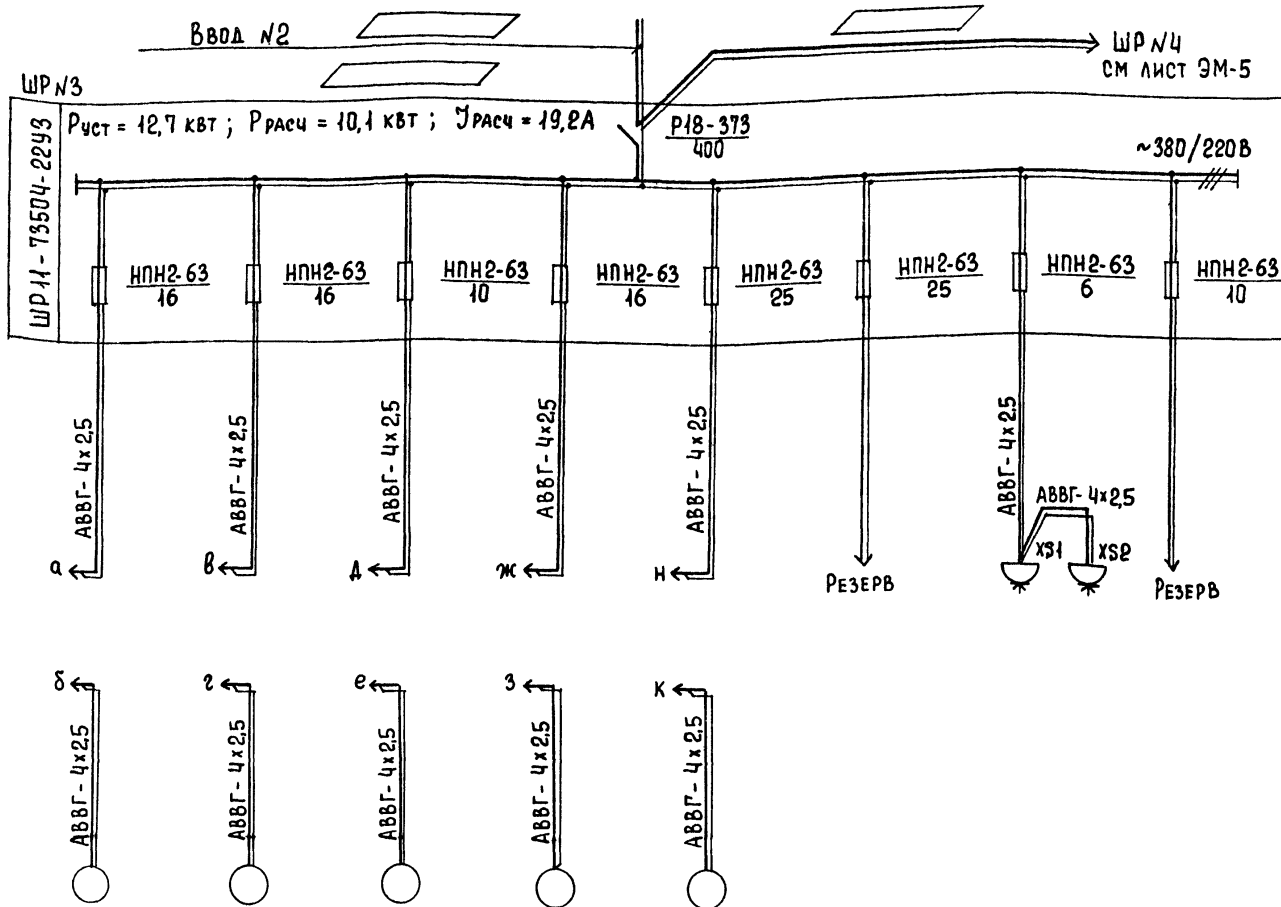 Ввод №2
ШР №4
см лист ЭМ-5
ШР №3
ШР11-73504-22У3
Руст = 12,7 кВт ; Ррасч = 10,1 кВт ; Jрасч = 19,2А
Р18-373
400
~380/220В
НПН2-63
16
НПН2-63
16
НПН2-63
10
НПН2-63
16
НПН2-63
25
НПН2-63
25
НПН2-63
6
НПН2-63
10
АВВГ-4х2,5
АВВГ-4х2,5
АВВГ-4х2,5
АВВГ-4х2,5
АВВГ-4х2,5
АВВГ-4х2,5
АВВГ-4х2,5
XS1
XS2
а
в
д
ж
н
Резерв
Резерв
б
г
е
з
к
АВВГ-4х2,5
АВВГ-4х2,5
АВВГ-4х2,5
АВВГ-4х2,5
АВВГ-4х2,5